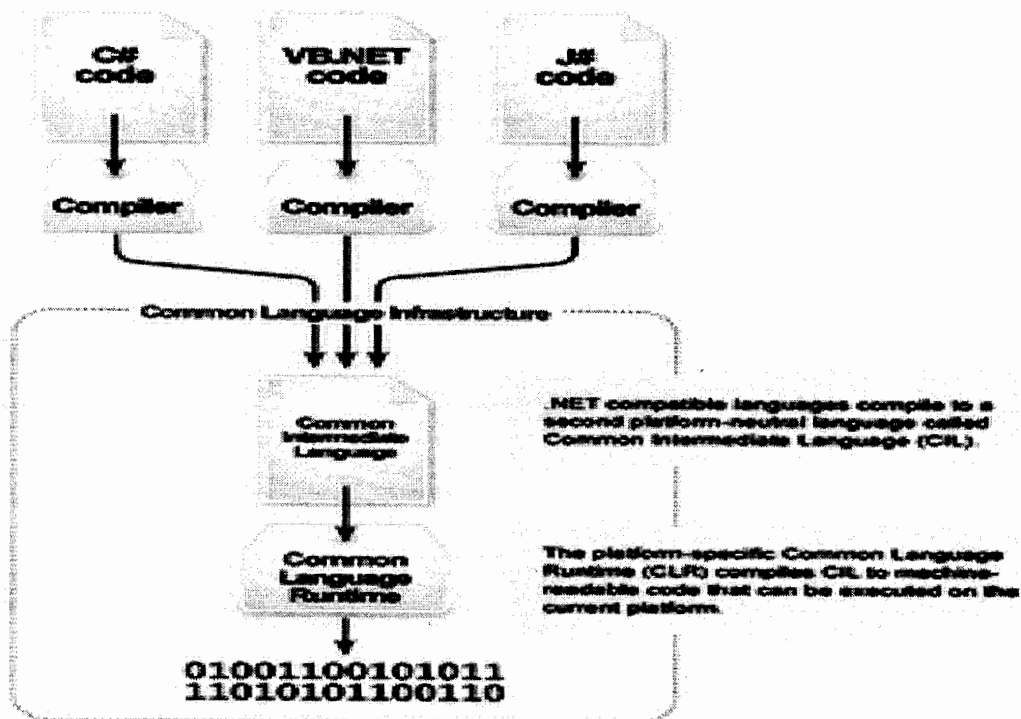 C#
code
VB.NET
code
J#
code
Compiler
Compiler
Compiler
Common Language Infrastructure
Common
Intermediate
Language
.NET compatible languages compile to a
second platform-neutral language called
Common Intermediate Language (CIL).
Common
Language
Runtime
The platform-specific Common Language
Runtime (CLR) compiles CIL to machine-
readable code that can be executed on the
current platform.
01001100101011
11010101100110